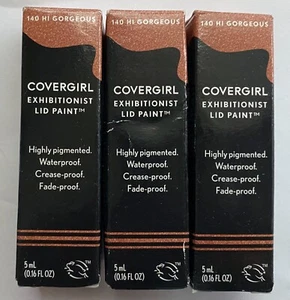 140 HI GORGEOUS
COVERGIRL
EXHIBITIONIST
LID PAINT™
Highly pigmented.
Waterproof.
Crease-proof.
Fade-proof.
5 mL
(0.16 FL OZ)
™
140 HI GORGEOUS
COVERGIRL
EXHIBITIONIST
LID PAINT™
Highly pigmented.
Waterproof.
Crease-proof.
Fade-proof.
5 mL
(0.16 FL OZ)
™
140 HI GORGEOUS
COVERGIRL
EXHIBITIONIST
LID PAINT™
Highly pigmented.
Waterproof.
Crease-proof.
Fade-proof.
5 mL
(0.16 FL OZ)
™